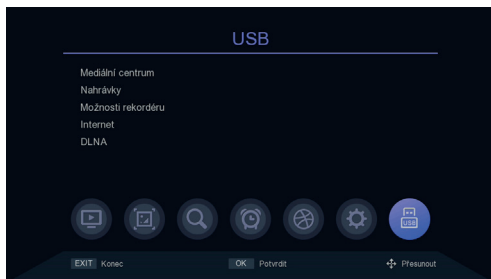 USB
Mediální centrum
Nahrávky
Možnosti rekordéru
Internet
DLNA
USB
EXIT Konec
OK Potvrdit
Přesunout